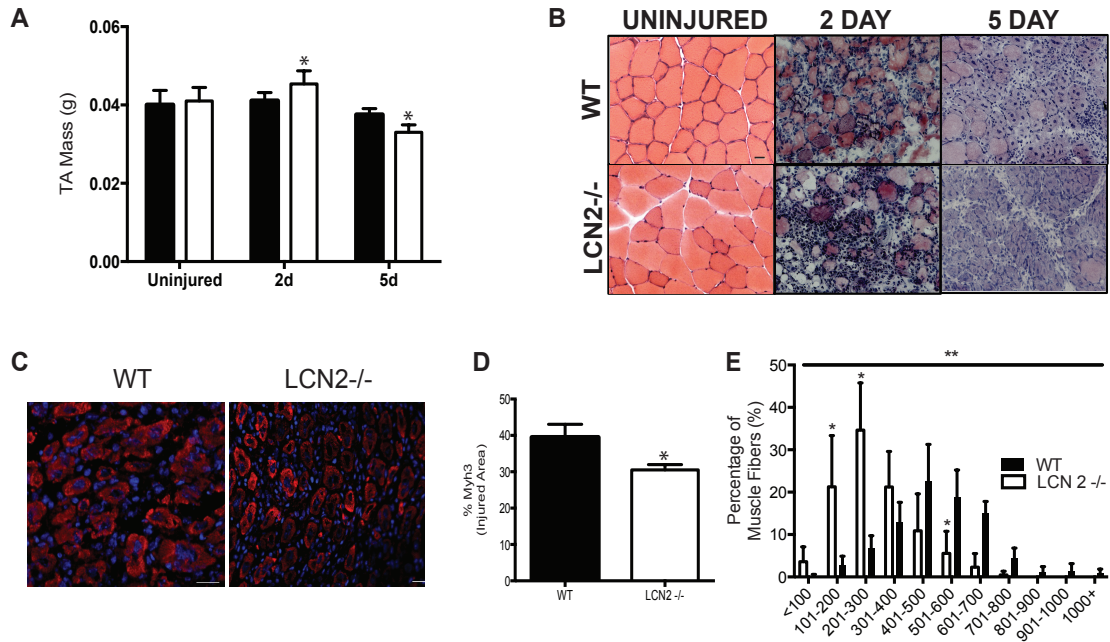 A
TA Mass (g)
0.06
0.04
0.02
0.00
*
*
Uninjured 2d 5d
B
UNINJURED 2 DAY 5 DAY
WT
LCN2-/-
C
WT LCN2-/-
D
% Myh3
(Injured Area)
50
40
30
20
10
0
*
WT LCN2 -/-
E
Percentage of
Muscle Fibers (%)
50
40
30
20
10
0
**
*
*
*
WT
LCN 2 -/-
<100
101-200
201-300
301-400
401-500
501-600
601-700
701-800
801-900
901-1000
1000+